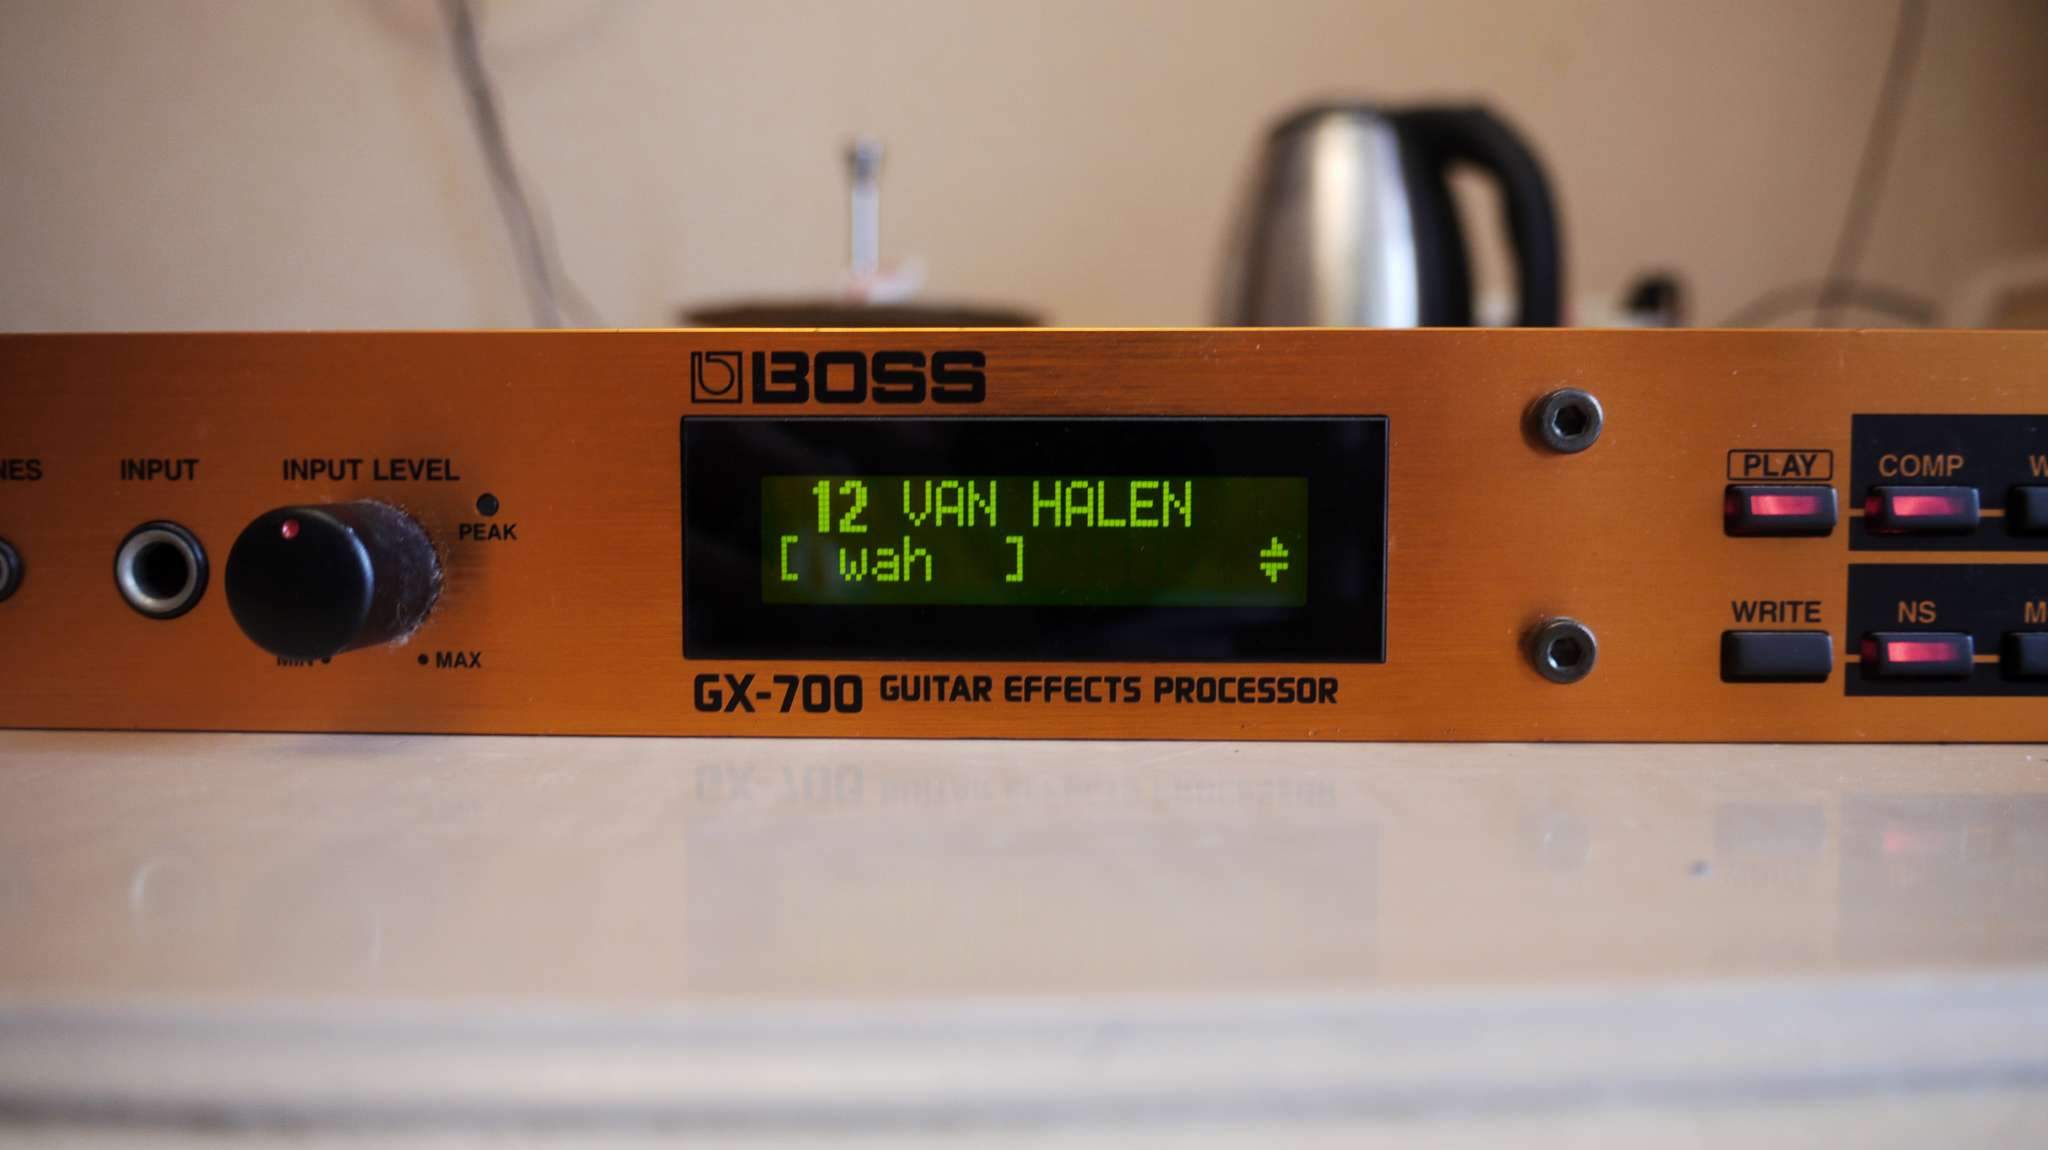 BOSS
INPUT
INPUT LEVEL
PEAK
MIN
MAX
12 VAN HALEN
[ wah ]
GX-700 GUITAR EFFECTS PROCESSOR
PLAY
COMP
WRITE
NS